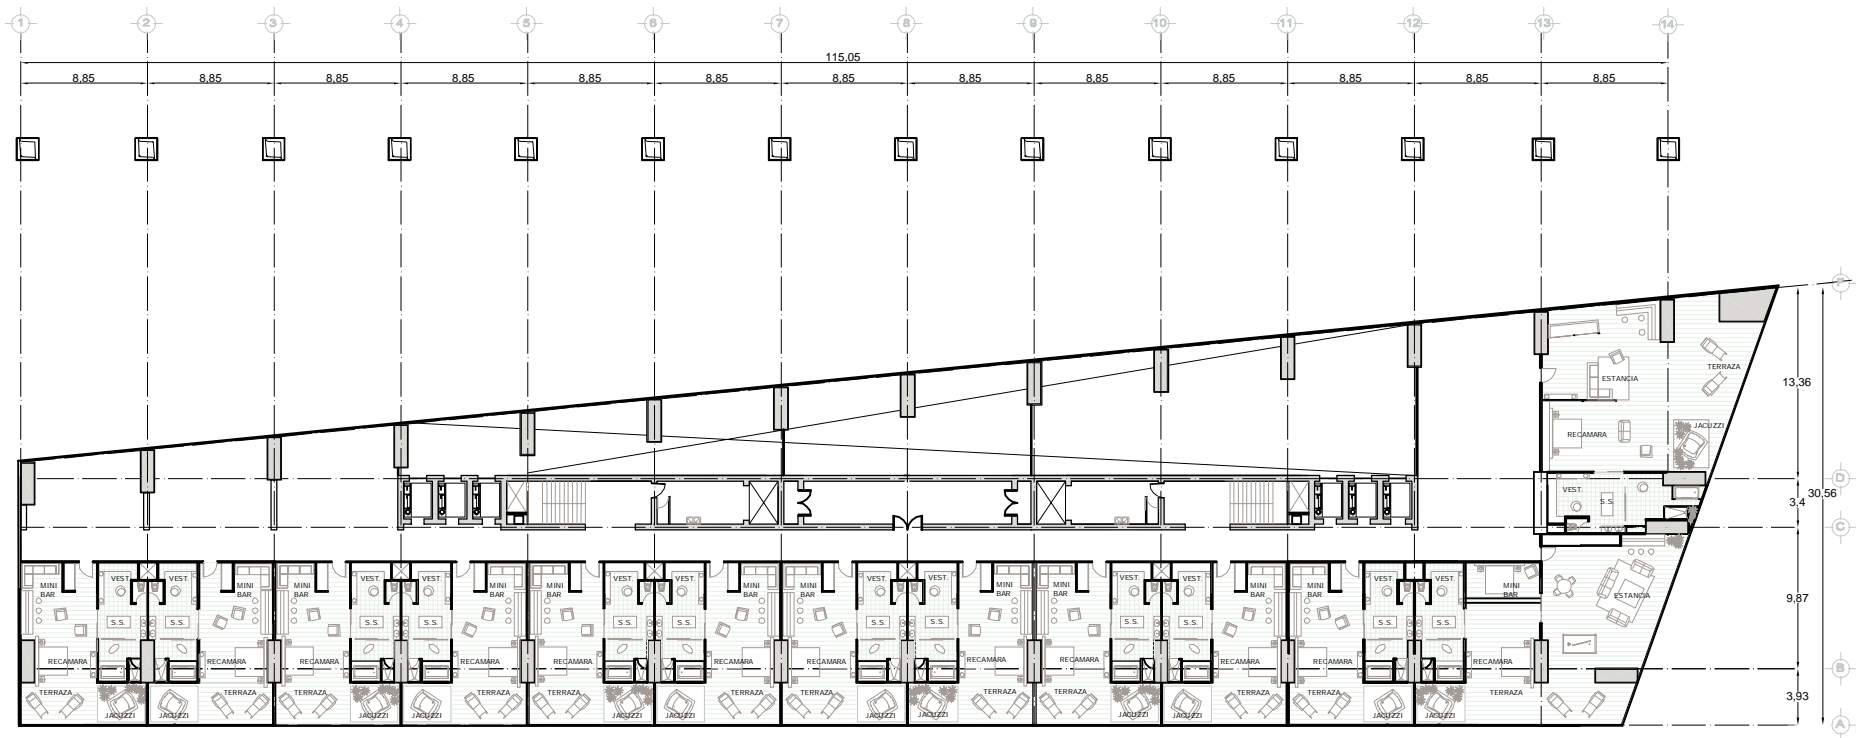 1 2 3 4 5 6 7 8 9 10 11 12 13 14
115,05
8,85 8,85 8,85 8,85 8,85 8,85 8,85 8,85 8,85 8,85 8,85 8,85 8,85
F
TERRAZA
ESTANCIA
13,36
JACUZZI
RECAMARA
D
VEST.
30,56
S.S.
3,4
C
VEST. VEST. VEST. VEST. VEST. VEST. VEST. VEST. VEST. VEST. VEST. VEST.
MINI MINI MINI MINI MINI MINI MINI MINI MINI MINI MINI MINI
BAR BAR BAR BAR BAR BAR BAR BAR BAR BAR BAR BAR
ESTANCIA
9,87
S.S. S.S. S.S. S.S. S.S. S.S. S.S. S.S. S.S. S.S. S.S. S.S.
RECAMARA RECAMARA RECAMARA RECAMARA RECAMARA RECAMARA RECAMARA RECAMARA RECAMARA RECAMARA RECAMARA RECAMARA
B
TERRAZA TERRAZA TERRAZA TERRAZA TERRAZA TERRAZA TERRAZA TERRAZA TERRAZA TERRAZA TERRAZA TERRAZA
3,93
JACUZZI JACUZZI JACUZZI JACUZZI JACUZZI JACUZZI JACUZZI JACUZZI JACUZZI JACUZZI JACUZZI JACUZZI
A